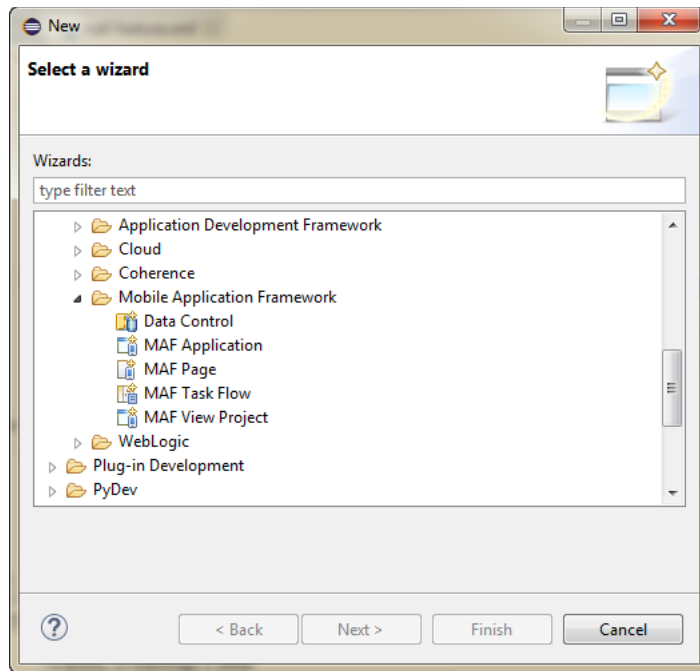 New
Select a wizard
Wizards:
type filter text
Application Development Framework
Cloud
Coherence
Mobile Application Framework
Data Control
MAF Application
MAF Page
MAF Task Flow
MAF View Project
WebLogic
Plug-in Development
PyDev
? < Back Next > Finish Cancel